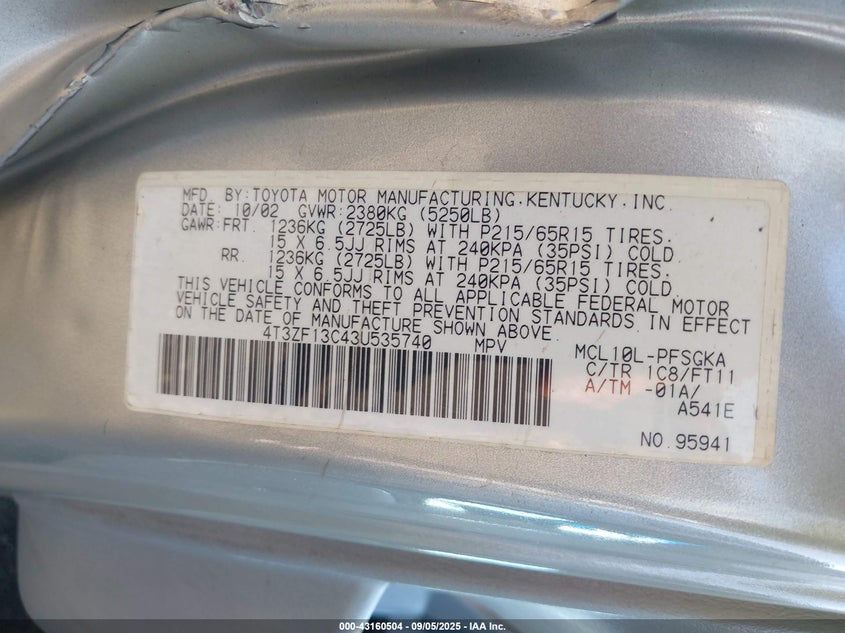 MFD. BY:TOYOTA MOTOR MANUFACTURING.KENTUCKY.INC.
DATE: 10/02 GVWR:2380KG (5250LB)
GAWR:FRT. 1236KG (2725LB) WITH P215/65R15 TIRES.
15 X 6.5JJ RIMS AT 240KPA (35PSI) COLD.
RR. 1236KG (2725LB) WITH P215/65R15 TIRES.
15 X 6.5JJ RIMS AT 240KPA (35PSI) COLD.
THIS VEHICLE CONFORMS TO ALL APPLICABLE FEDERAL MOTOR
VEHICLE SAFETY AND THEFT PREVENTION STANDARDS IN EFFECT
ON THE DATE OF MANUFACTURE SHOWN ABOVE.
4T3ZF13C43U535740 MPV
MCL10L-PFSGKA
C/TR 1C8/FT11
A/TM -01A/
A541E
NO.95941
000-43160504 - 09/05/2025 - IAA Inc.